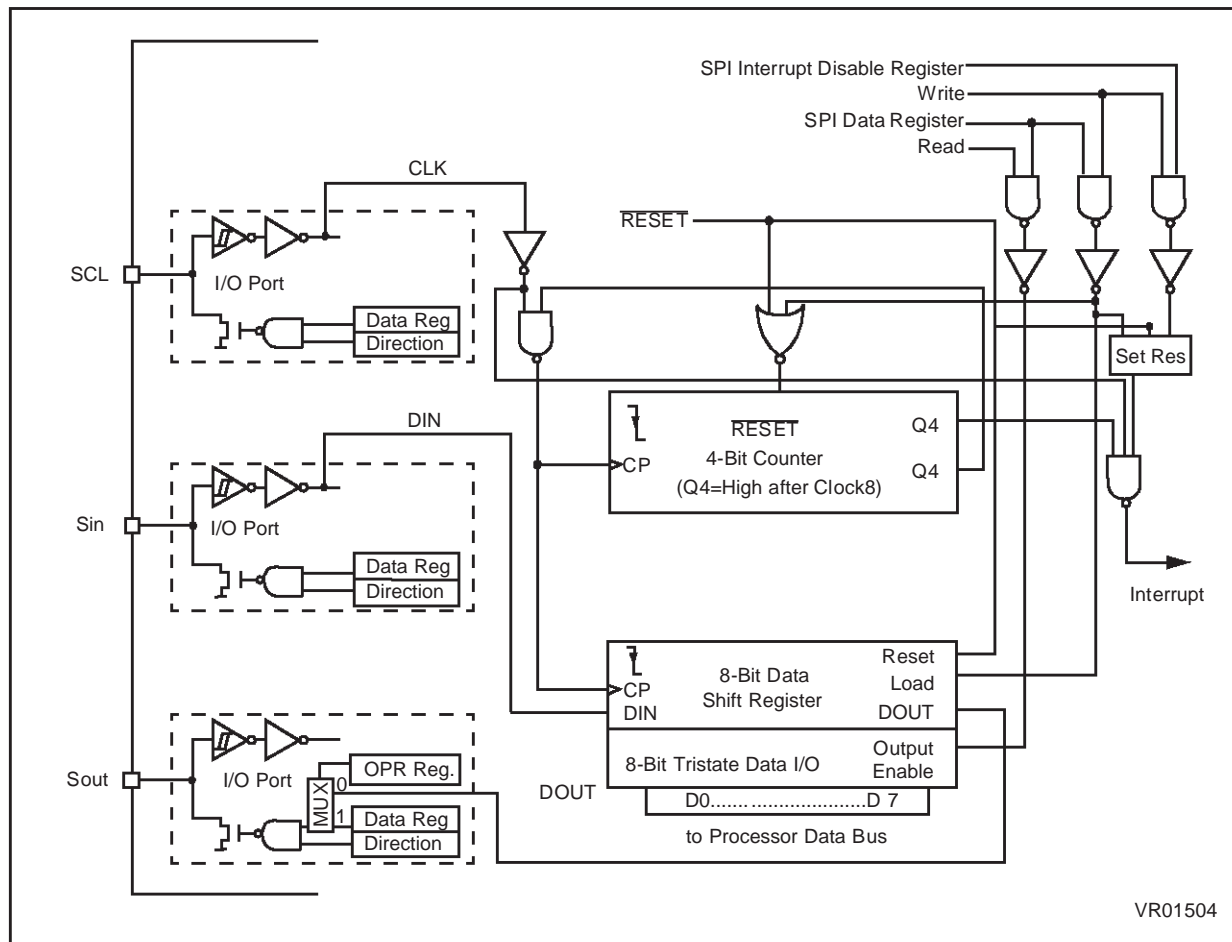 SPI Interrupt Disable Register
Write
SPI Data Register
Read
CLK
RESET
SCL
I/O Port
Data Reg
Direction
Set Res
DIN
RESET
Q4
4-Bit Counter
CP
Q4
(Q4=High after Clock8)
Sin
I/O Port
Data Reg
Direction
Interrupt
Reset
8-Bit Data
Load
CP
Shift Register
DIN
DOUT
Sout
I/O Port
OPR Reg.
MUX
0
1
Data Reg
Direction
Output
8-Bit Tristate Data I/O
Enable
DOUT
D0....... ......................D 7
to Processor Data Bus
VR01504